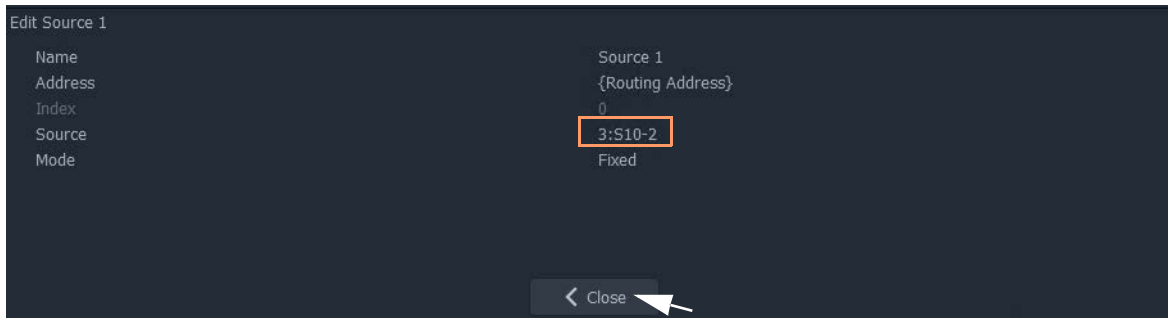 Edit Source 1
Name Source 1
Address {Routing Address}
Index 0
Source 3:S10-2
Mode Fixed
Close